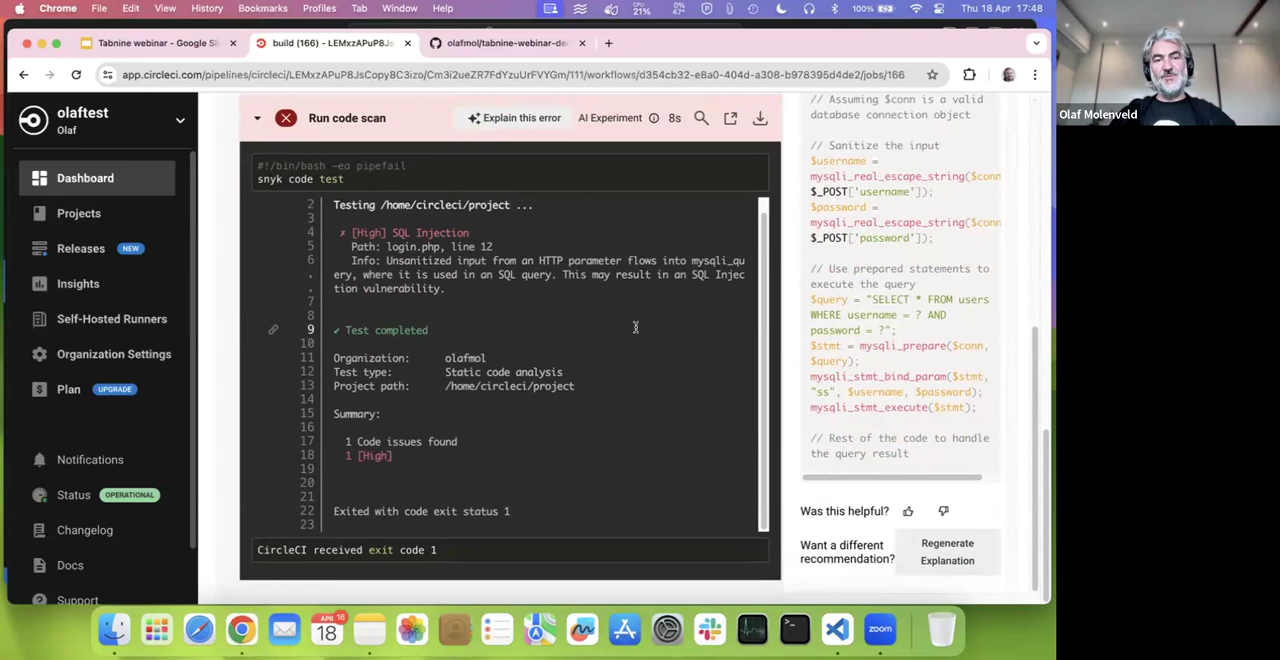 Chrome File Edit View History Bookmarks Profiles Tab Window Help CPU 21% 0% 47° 100% Thu 18 Apr 17:48
Tabnine webinar - Google Sli
build (166) - LEMxzAPuP8Js
olafmol/tabnine-webinar-de
app.circleci.com/pipelines/circleci/LEMxzAPuP8JsCopy8C3izo/Cm3i2ueZR7FdYzuUrFVYGm/111/workflows/d354cb32-e8a0-404d-a308-b978395d4de2/jobs/166
olaftest
Olaf
Dashboard
Projects
Releases NEW
Insights
Self-Hosted Runners
Organization Settings
Plan UPGRADE
Notifications
Status OPERATIONAL
Changelog
Docs
Support
Run code scan
Explain this error
AI Experiment
8s
#!/bin/bash -eo pipefail
snyk code test
2 Testing /home/circleci/project ...
3
4 ✗ [High] SQL Injection
5 Path: login.php, line 12
6 Info: Unsanitized input from an HTTP parameter flows into mysqli_qu
. ery, where it is used in an SQL query. This may result in an SQL Injec
. tion vulnerability.
7
8
9 ✔ Test completed
10
11 Organization: olafmol
12 Test type: Static code analysis
13 Project path: /home/circleci/project
14
15 Summary:
16
17 1 Code issues found
18 1 [High]
19
20
21
22 Exited with code exit status 1
23
CircleCI received exit code 1
// Assuming $conn is a valid
database connection object
// Sanitize the input
$username =
mysqli_real_escape_string($conn
$_POST['username']);
$password =
mysqli_real_escape_string($conn
$_POST['password']);
// Use prepared statements to
execute the query
$query = "SELECT * FROM users
WHERE username = ? AND
password = ?";
$stmt = mysqli_prepare($conn,
$query);
mysqli_stmt_bind_param($stmt,
"ss", $username, $password);
mysqli_stmt_execute($stmt);
// Rest of the code to handle
the query result
Was this helpful?
Want a different
recommendation?
Regenerate
Explanation
Olaf Molenveld
APR 18
18
zoom